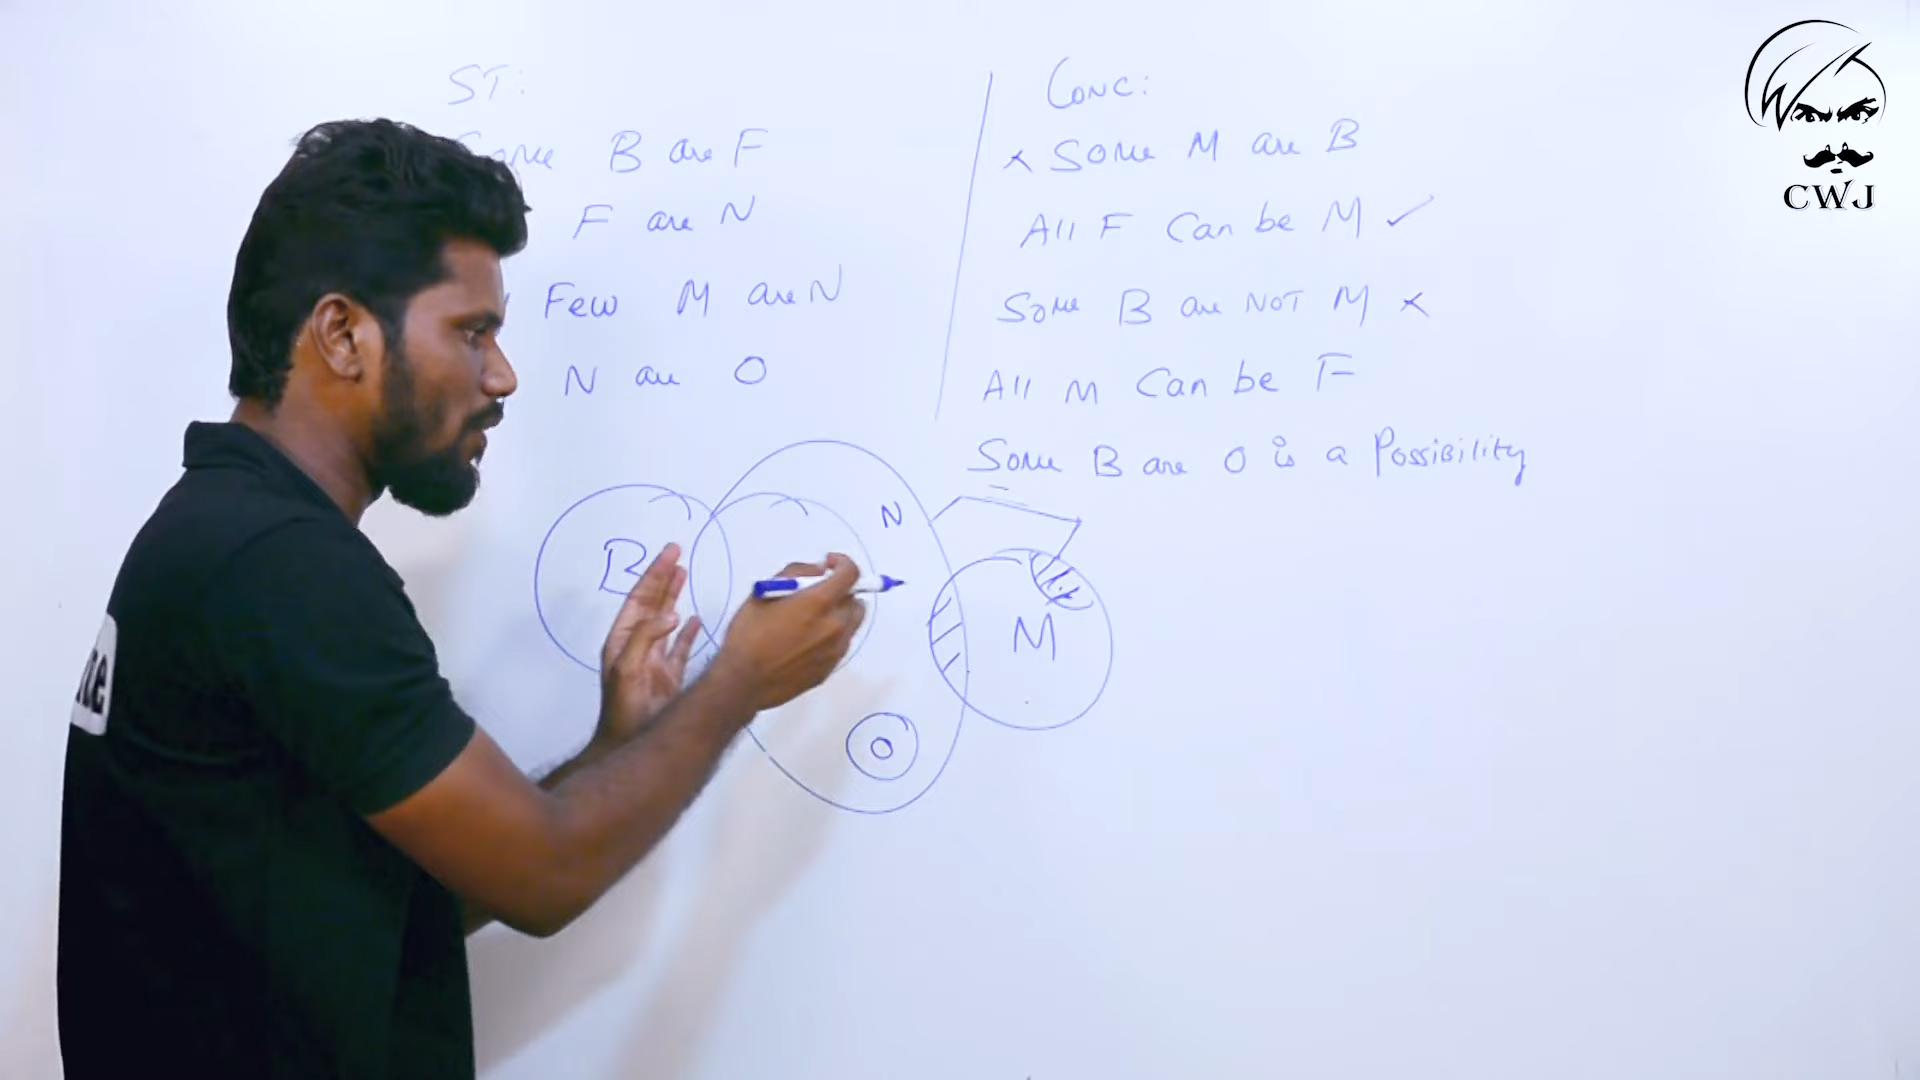 ST:
B are F
F are N
Few M are N
N are O
Conc:
x Some M are B
All F Can be M ✓
Some B are NOT M x
All M Can be F
Some B are O is a Possibility
B
N
M
O
CWJ